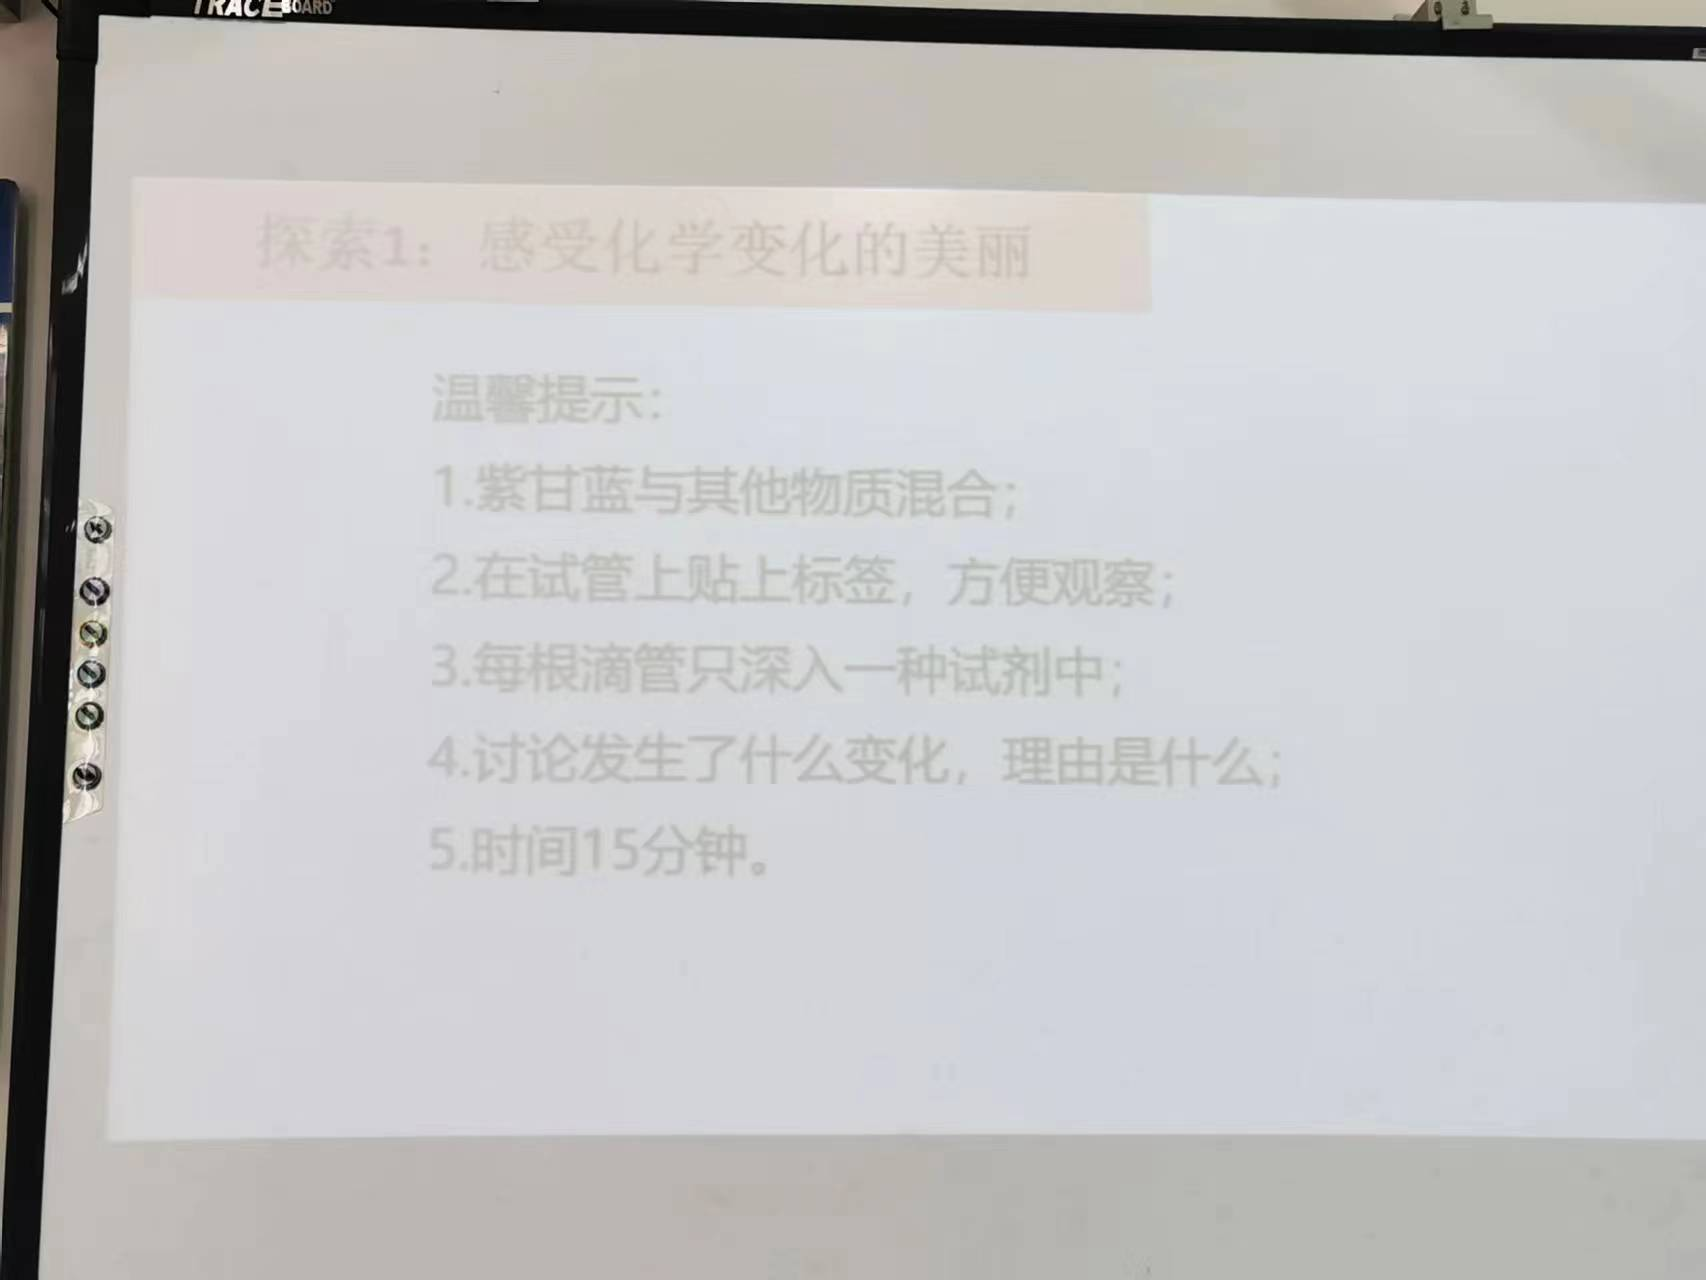 TRACEBOARD
探索1：感受化学变化的美丽
温馨提示：
1.紫甘蓝与其他物质混合；
2.在试管上贴上标签，方便观察；
3.每根滴管只深入一种试剂中；
4.讨论发生了什么变化，理由是什么；
5.时间15分钟。